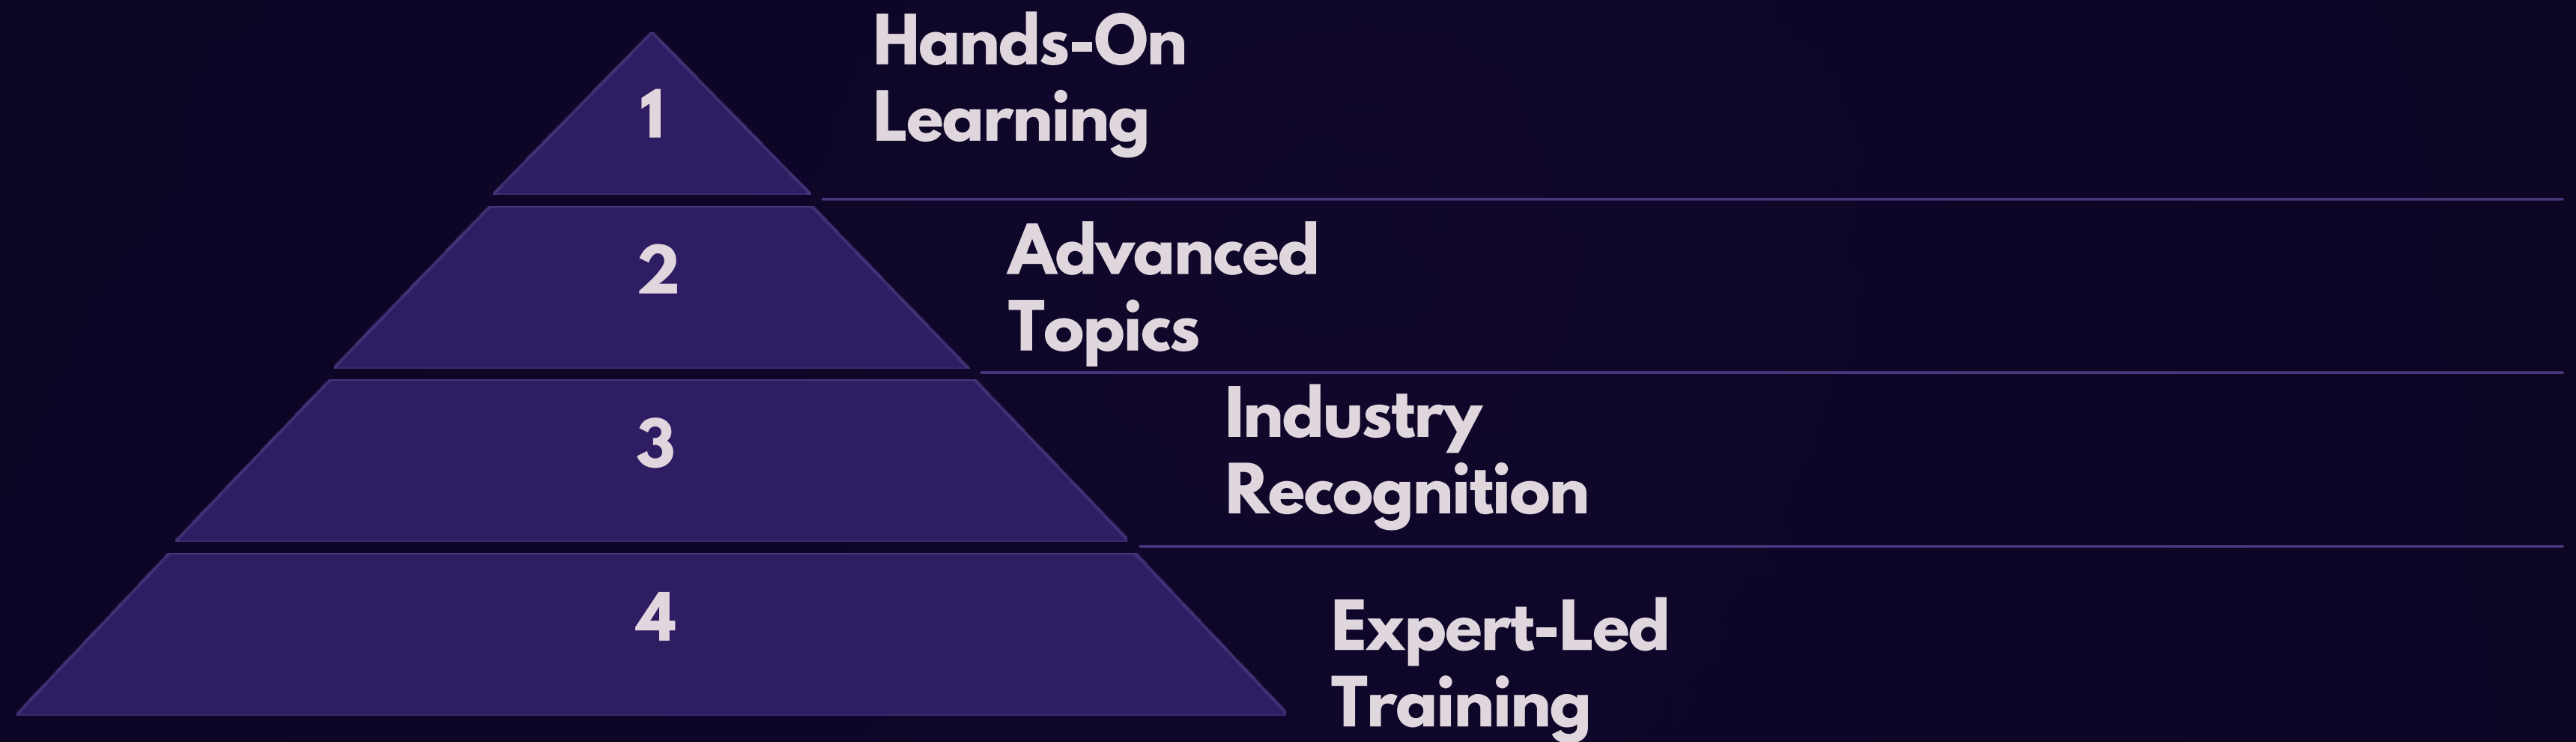 1
Hands-On
Learning
2
Advanced
Topics
3
Industry
Recognition
4
Expert-Led
Training